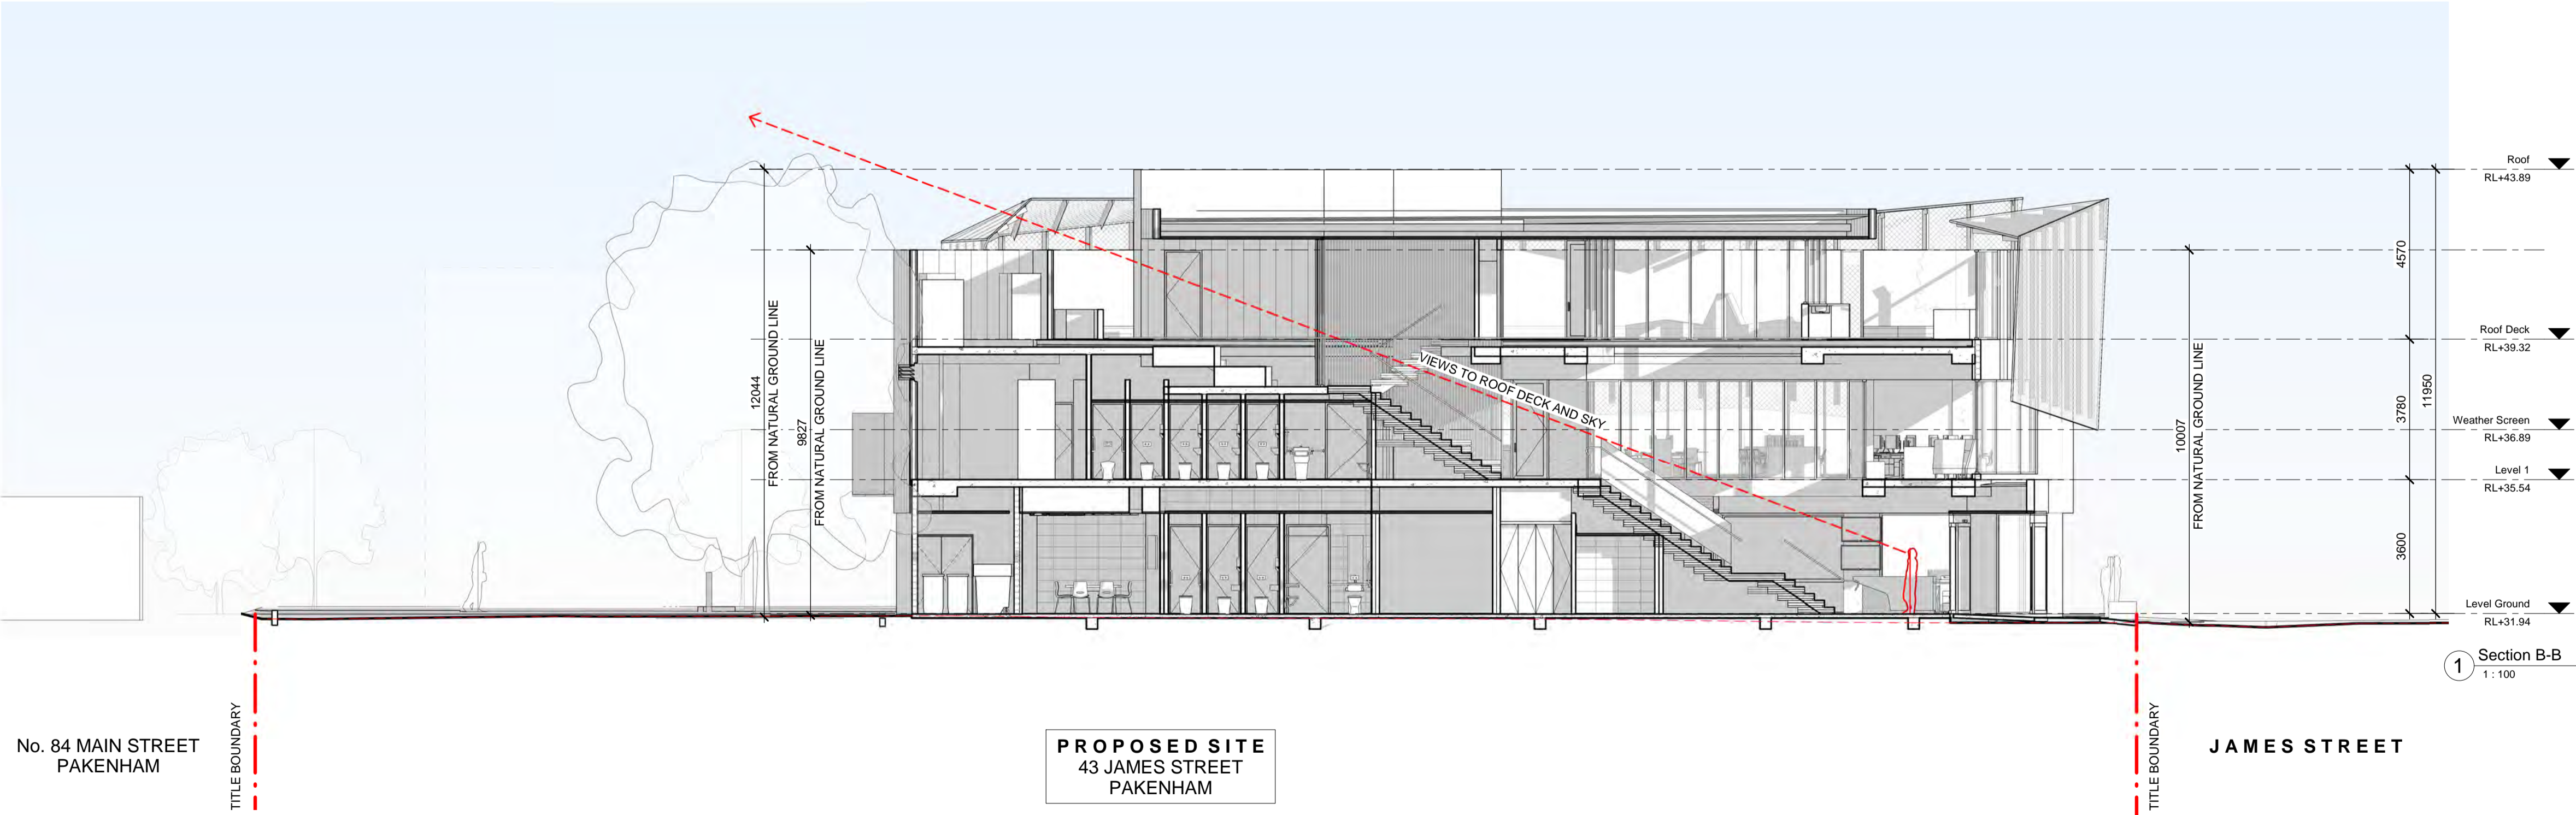 Roof
RL+43.89
Roof Deck
RL+39.32
Weather Screen
RL+36.89
Level 1
RL+35.54
Level Ground
RL+31.94
4570
3780
3600
11950
10007
FROM NATURAL GROUND LINE
12044
FROM NATURAL GROUND LINE
9827
FROM NATURAL GROUND LINE
VIEWS TO ROOF DECK AND SKY
1
Section B-B
1 : 100
No. 84 MAIN STREET
PAKENHAM
TITLE BOUNDARY
PROPOSED SITE
43 JAMES STREET
PAKENHAM
TITLE BOUNDARY
JAMES STREET